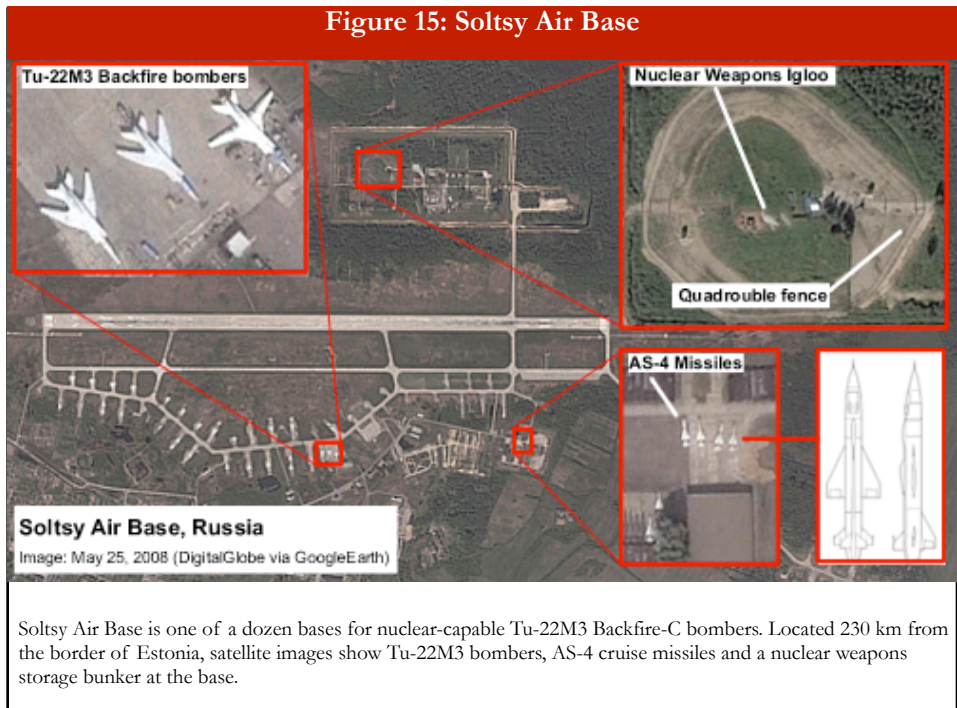 Figure 15: Soltsy Air Base
Tu-22M3 Backfire bombers
Nuclear Weapons Igloo
Quadrouble fence
AS-4 Missiles
Soltsy Air Base, Russia
Image: May 25, 2008 (DigitalGlobe via GoogleEarth)
Soltsy Air Base is one of a dozen bases for nuclear-capable Tu-22M3 Backfire-C bombers. Located 230 km from
the border of Estonia, satellite images show Tu-22M3 bombers, AS-4 cruise missiles and a nuclear weapons
storage bunker at the base.